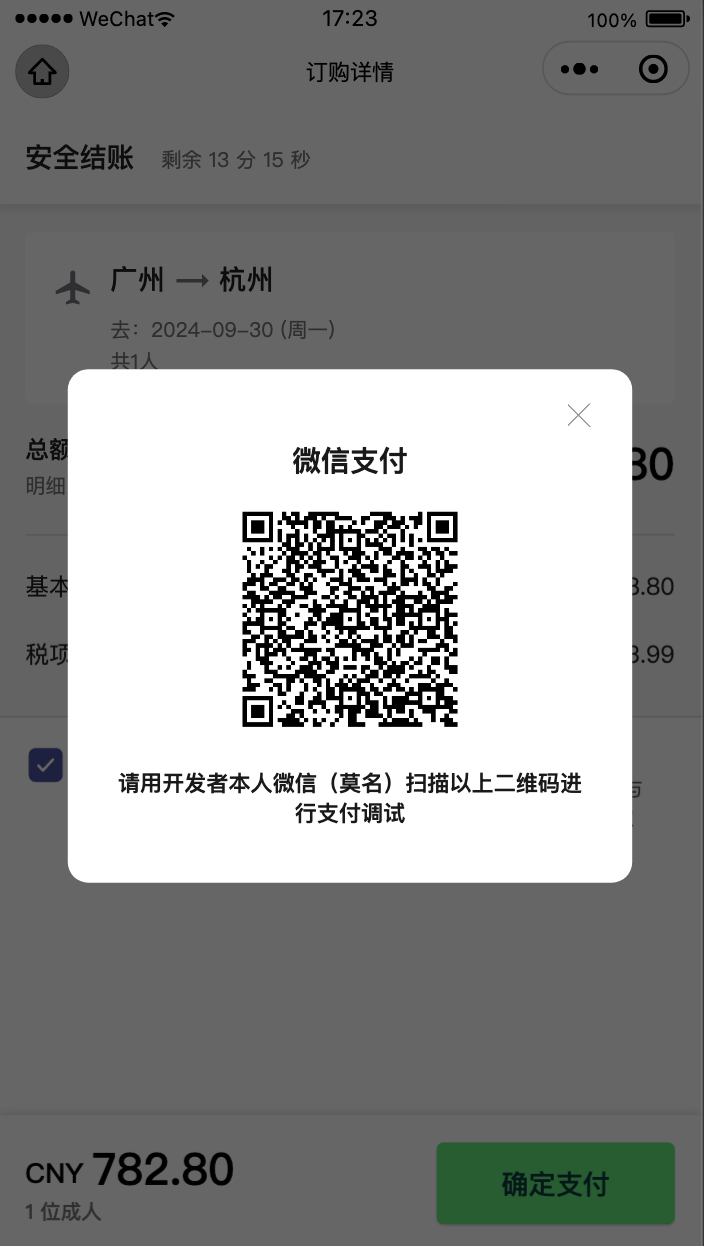 WeChat 17:23 100%
订购详情
安全结账 剩余 13 分 15 秒
广州 杭州
去：2024-09-30 (周一)
共1人
总额 80
明细
微信支付
基本 8.80
税项 3.99
请用开发者本人微信（莫名）扫描以上二维码进
行支付调试
CNY 782.80
1 位成人
确定支付